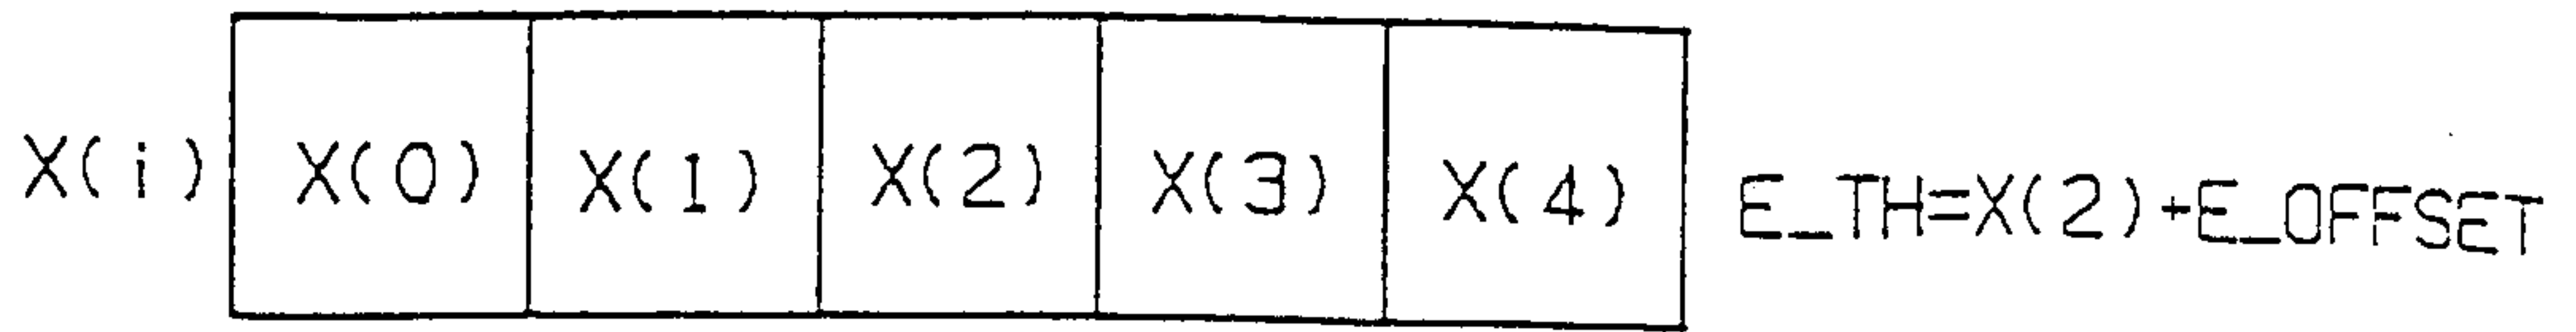 X(i) X(0) X(1) X(2) X(3) X(4) E_TH=X(2)+E_OFFSET